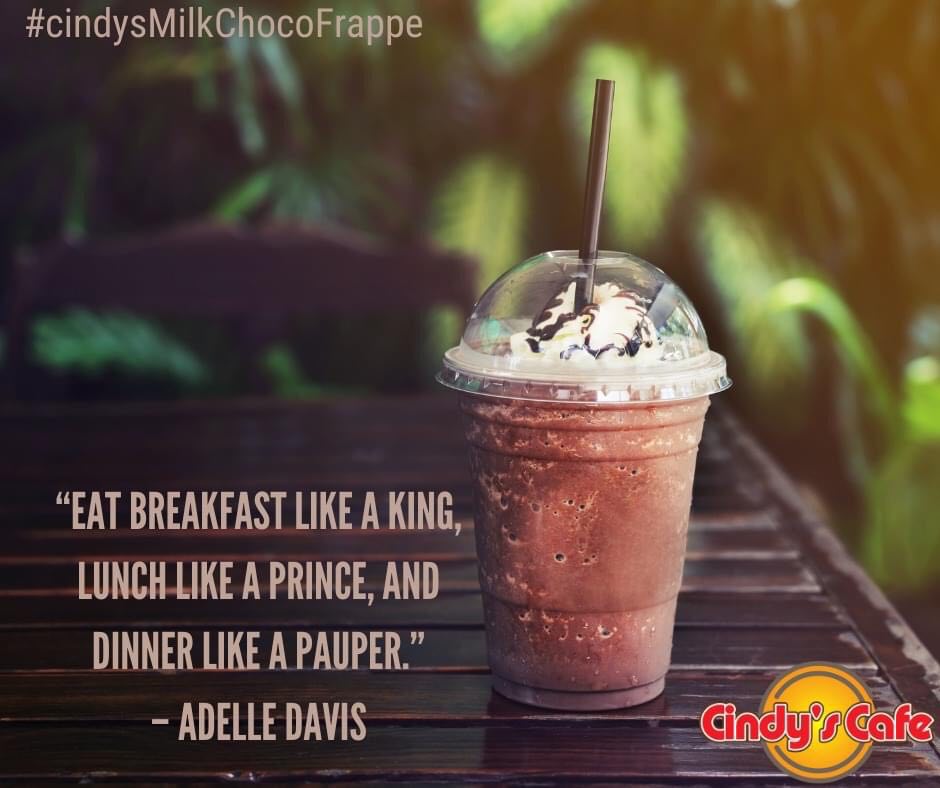 #cindysMilkChocoFrappe
“EAT BREAKFAST LIKE A KING,
LUNCH LIKE A PRINCE, AND
DINNER LIKE A PAUPER.”
– ADELLE DAVIS
Cindy's Cafe